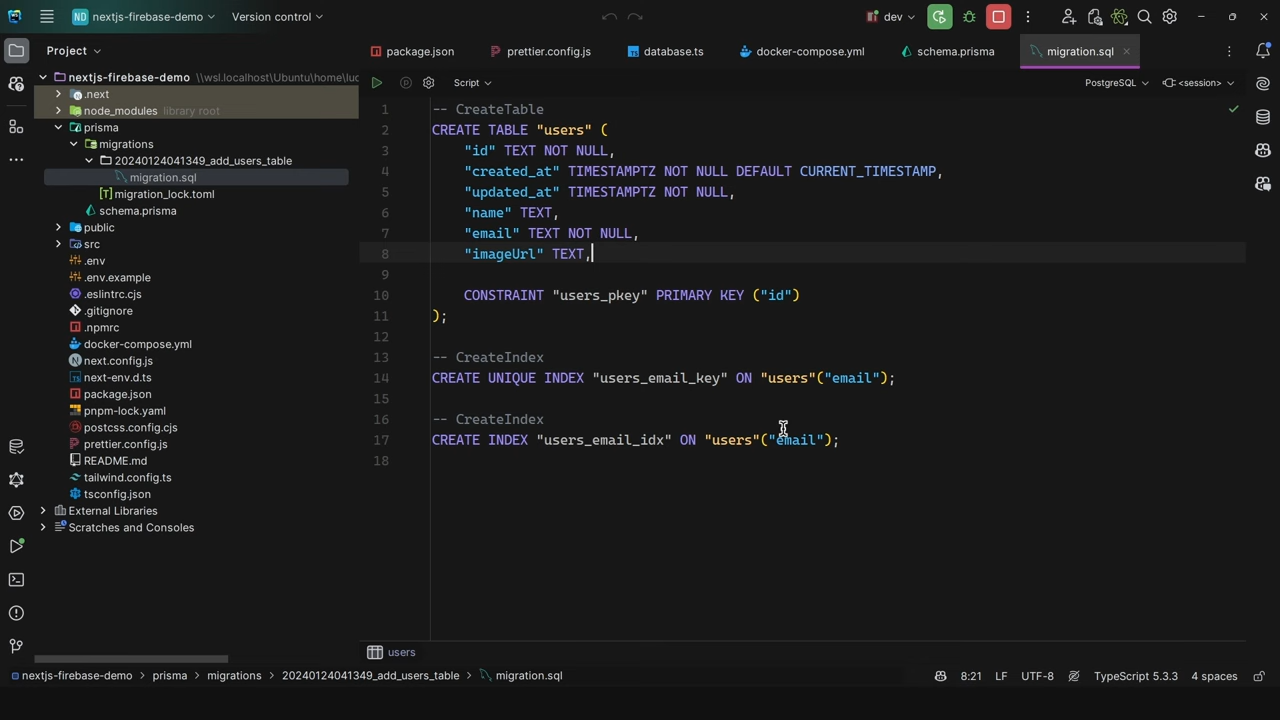 ND nextjs-firebase-demo Version control dev
Project
package.json prettier.config.js database.ts docker-compose.yml schema.prisma migration.sql
nextjs-firebase-demo \\wsl.localhost\Ubuntu\home\luc
.next
node_modules library root
prisma
migrations
20240124041349_add_users_table
migration.sql
[T] migration_lock.toml
schema.prisma
public
src
.env
.env.example
.eslintrc.cjs
.gitignore
.npmrc
docker-compose.yml
next.config.js
next-env.d.ts
package.json
pnpm-lock.yaml
postcss.config.cjs
prettier.config.js
README.md
tailwind.config.ts
tsconfig.json
External Libraries
Scratches and Consoles
Script PostgreSQL <session>
1 -- CreateTable
2 CREATE TABLE "users" (
3 "id" TEXT NOT NULL,
4 "created_at" TIMESTAMPTZ NOT NULL DEFAULT CURRENT_TIMESTAMP,
5 "updated_at" TIMESTAMPTZ NOT NULL,
6 "name" TEXT,
7 "email" TEXT NOT NULL,
8 "imageUrl" TEXT,
9
10 CONSTRAINT "users_pkey" PRIMARY KEY ("id")
11 );
12
13 -- CreateIndex
14 CREATE UNIQUE INDEX "users_email_key" ON "users"("email");
15
16 -- CreateIndex
17 CREATE INDEX "users_email_idx" ON "users"("email");
18
users
nextjs-firebase-demo > prisma > migrations > 20240124041349_add_users_table > migration.sql 8:21 LF UTF-8 TypeScript 5.3.3 4 spaces